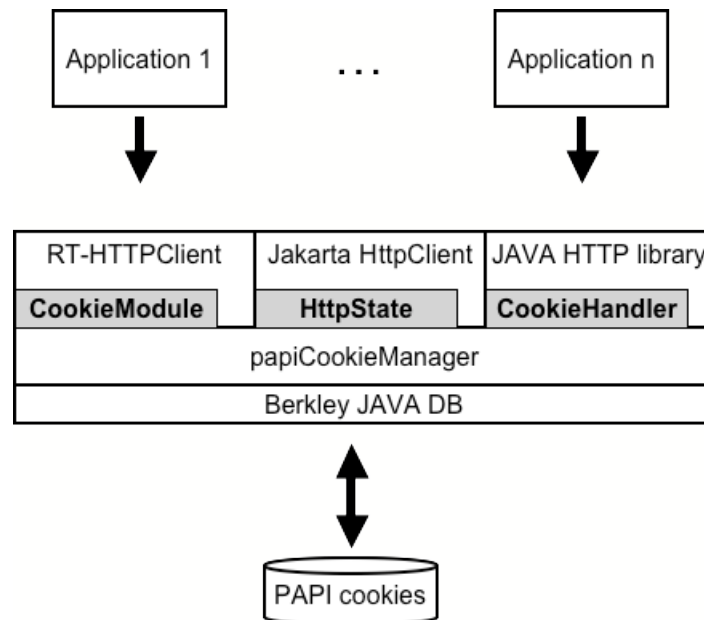 Application 1
...
Application n
RT-HTTPClient
Jakarta HttpClient
JAVA HTTP library
CookieModule
HttpState
CookieHandler
papiCookieManager
Berkley JAVA DB
PAPI cookies